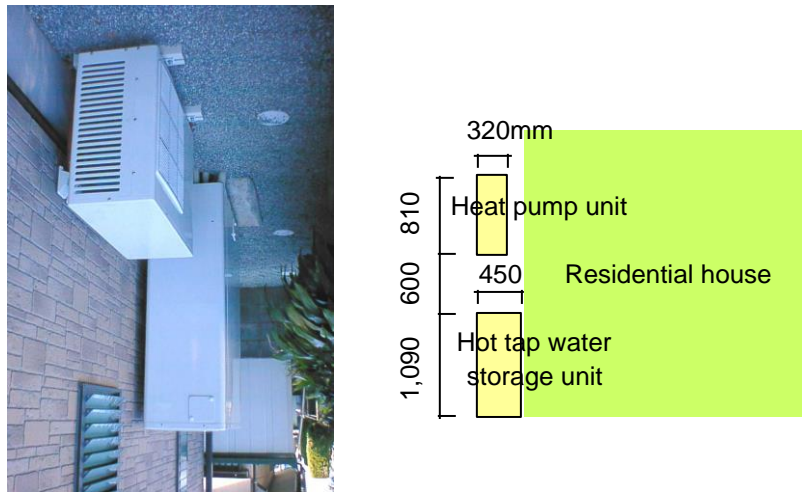 320mm
810
Heat pump unit
600
450
Residential house
1,090
Hot tap water
storage unit